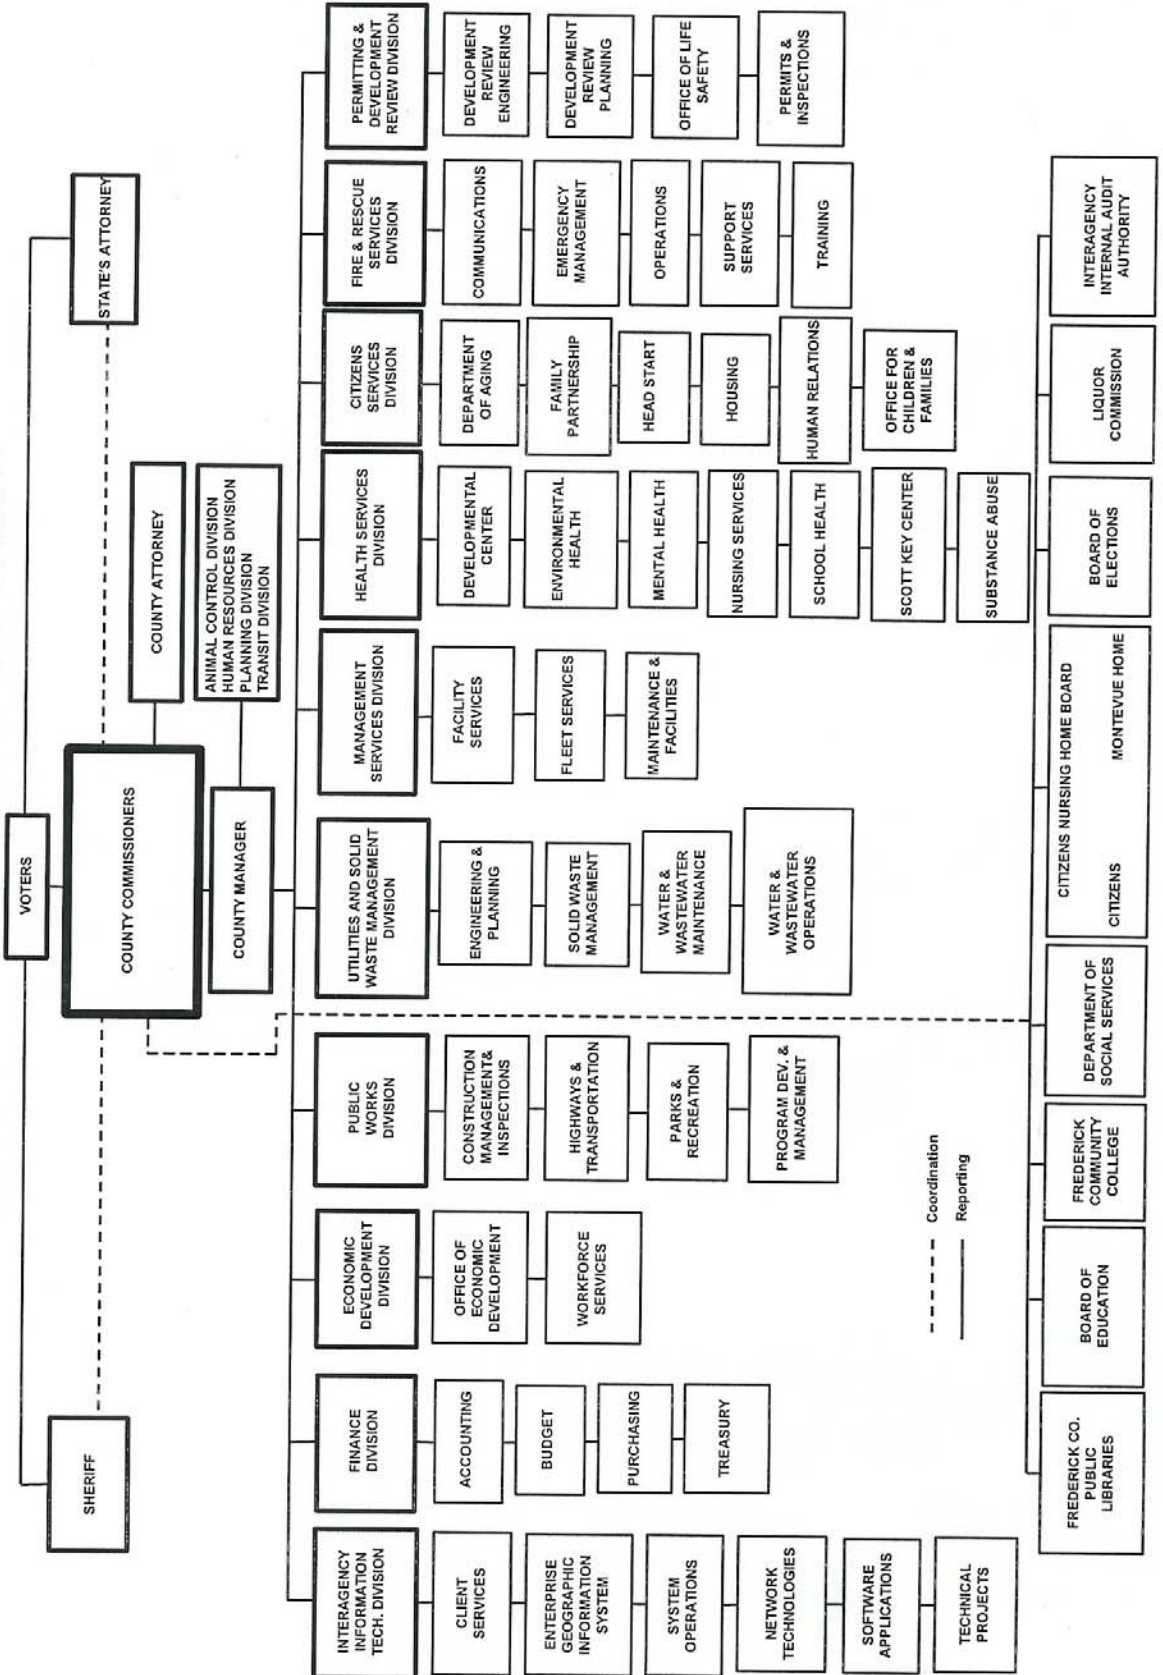 VOTERS
SHERIFF
STATE'S ATTORNEY
COUNTY COMMISSIONERS
COUNTY ATTORNEY
COUNTY MANAGER
ANIMAL CONTROL DIVISION
HUMAN RESOURCES DIVISION
PLANNING DIVISION
TRANSIT DIVISION
INTERAGENCY
INFORMATION
TECH. DIVISION
CLIENT
SERVICES
ENTERPRISE
GEOGRAPHIC
INFORMATION
SYSTEM
SYSTEM
OPERATIONS
NETWORK
TECHNOLOGIES
SOFTWARE
APPLICATIONS
TECHNICAL
PROJECTS
FINANCE
DIVISION
ACCOUNTING
BUDGET
PURCHASING
TREASURY
ECONOMIC
DEVELOPMENT
DIVISION
OFFICE OF
ECONOMIC
DEVELOPMENT
WORKFORCE
SERVICES
PUBLIC
WORKS
DIVISION
CONSTRUCTION
MANAGEMENT&
INSPECTIONS
HIGHWAYS &
TRANSPORTATION
PARKS &
RECREATION
PROGRAM DEV. &
MANAGEMENT
UTILITIES AND SOLID
WASTE MANAGEMENT
DIVISION
ENGINEERING &
PLANNING
SOLID WASTE
MANAGEMENT
WATER &
WASTEWATER
MAINTENANCE
WATER &
WASTEWATER
OPERATIONS
MANAGEMENT
SERVICES DIVISION
FACILITY
SERVICES
FLEET SERVICES
MAINTENANCE &
FACILITIES
HEALTH SERVICES
DIVISION
DEVELOPMENTAL
CENTER
ENVIRONMENTAL
HEALTH
MENTAL HEALTH
NURSING SERVICES
SCHOOL HEALTH
SCOTT KEY CENTER
SUBSTANCE ABUSE
CITIZENS
SERVICES
DIVISION
DEPARTMENT
OF AGING
FAMILY
PARTNERSHIP
HEAD START
HOUSING
HUMAN RELATIONS
OFFICE FOR
CHILDREN &
FAMILIES
FIRE & RESCUE
SERVICES
DIVISION
COMMUNICATIONS
EMERGENCY
MANAGEMENT
OPERATIONS
SUPPORT
SERVICES
TRAINING
PERMITTING &
DEVELOPMENT
REVIEW DIVISION
DEVELOPMENT
REVIEW
ENGINEERING
DEVELOPMENT
REVIEW
PLANNING
OFFICE OF LIFE
SAFETY
PERMITS &
INSPECTIONS
Coordination
Reporting
FREDERICK CO.
PUBLIC
LIBRARIES
BOARD OF
EDUCATION
FREDERICK
COMMUNITY
COLLEGE
DEPARTMENT OF
SOCIAL SERVICES
CITIZENS NURSING HOME BOARD
CITIZENS MONTEVUE HOME
BOARD OF
ELECTIONS
LIQUOR
COMMISSION
INTERAGENCY
INTERNAL AUDIT
AUTHORITY